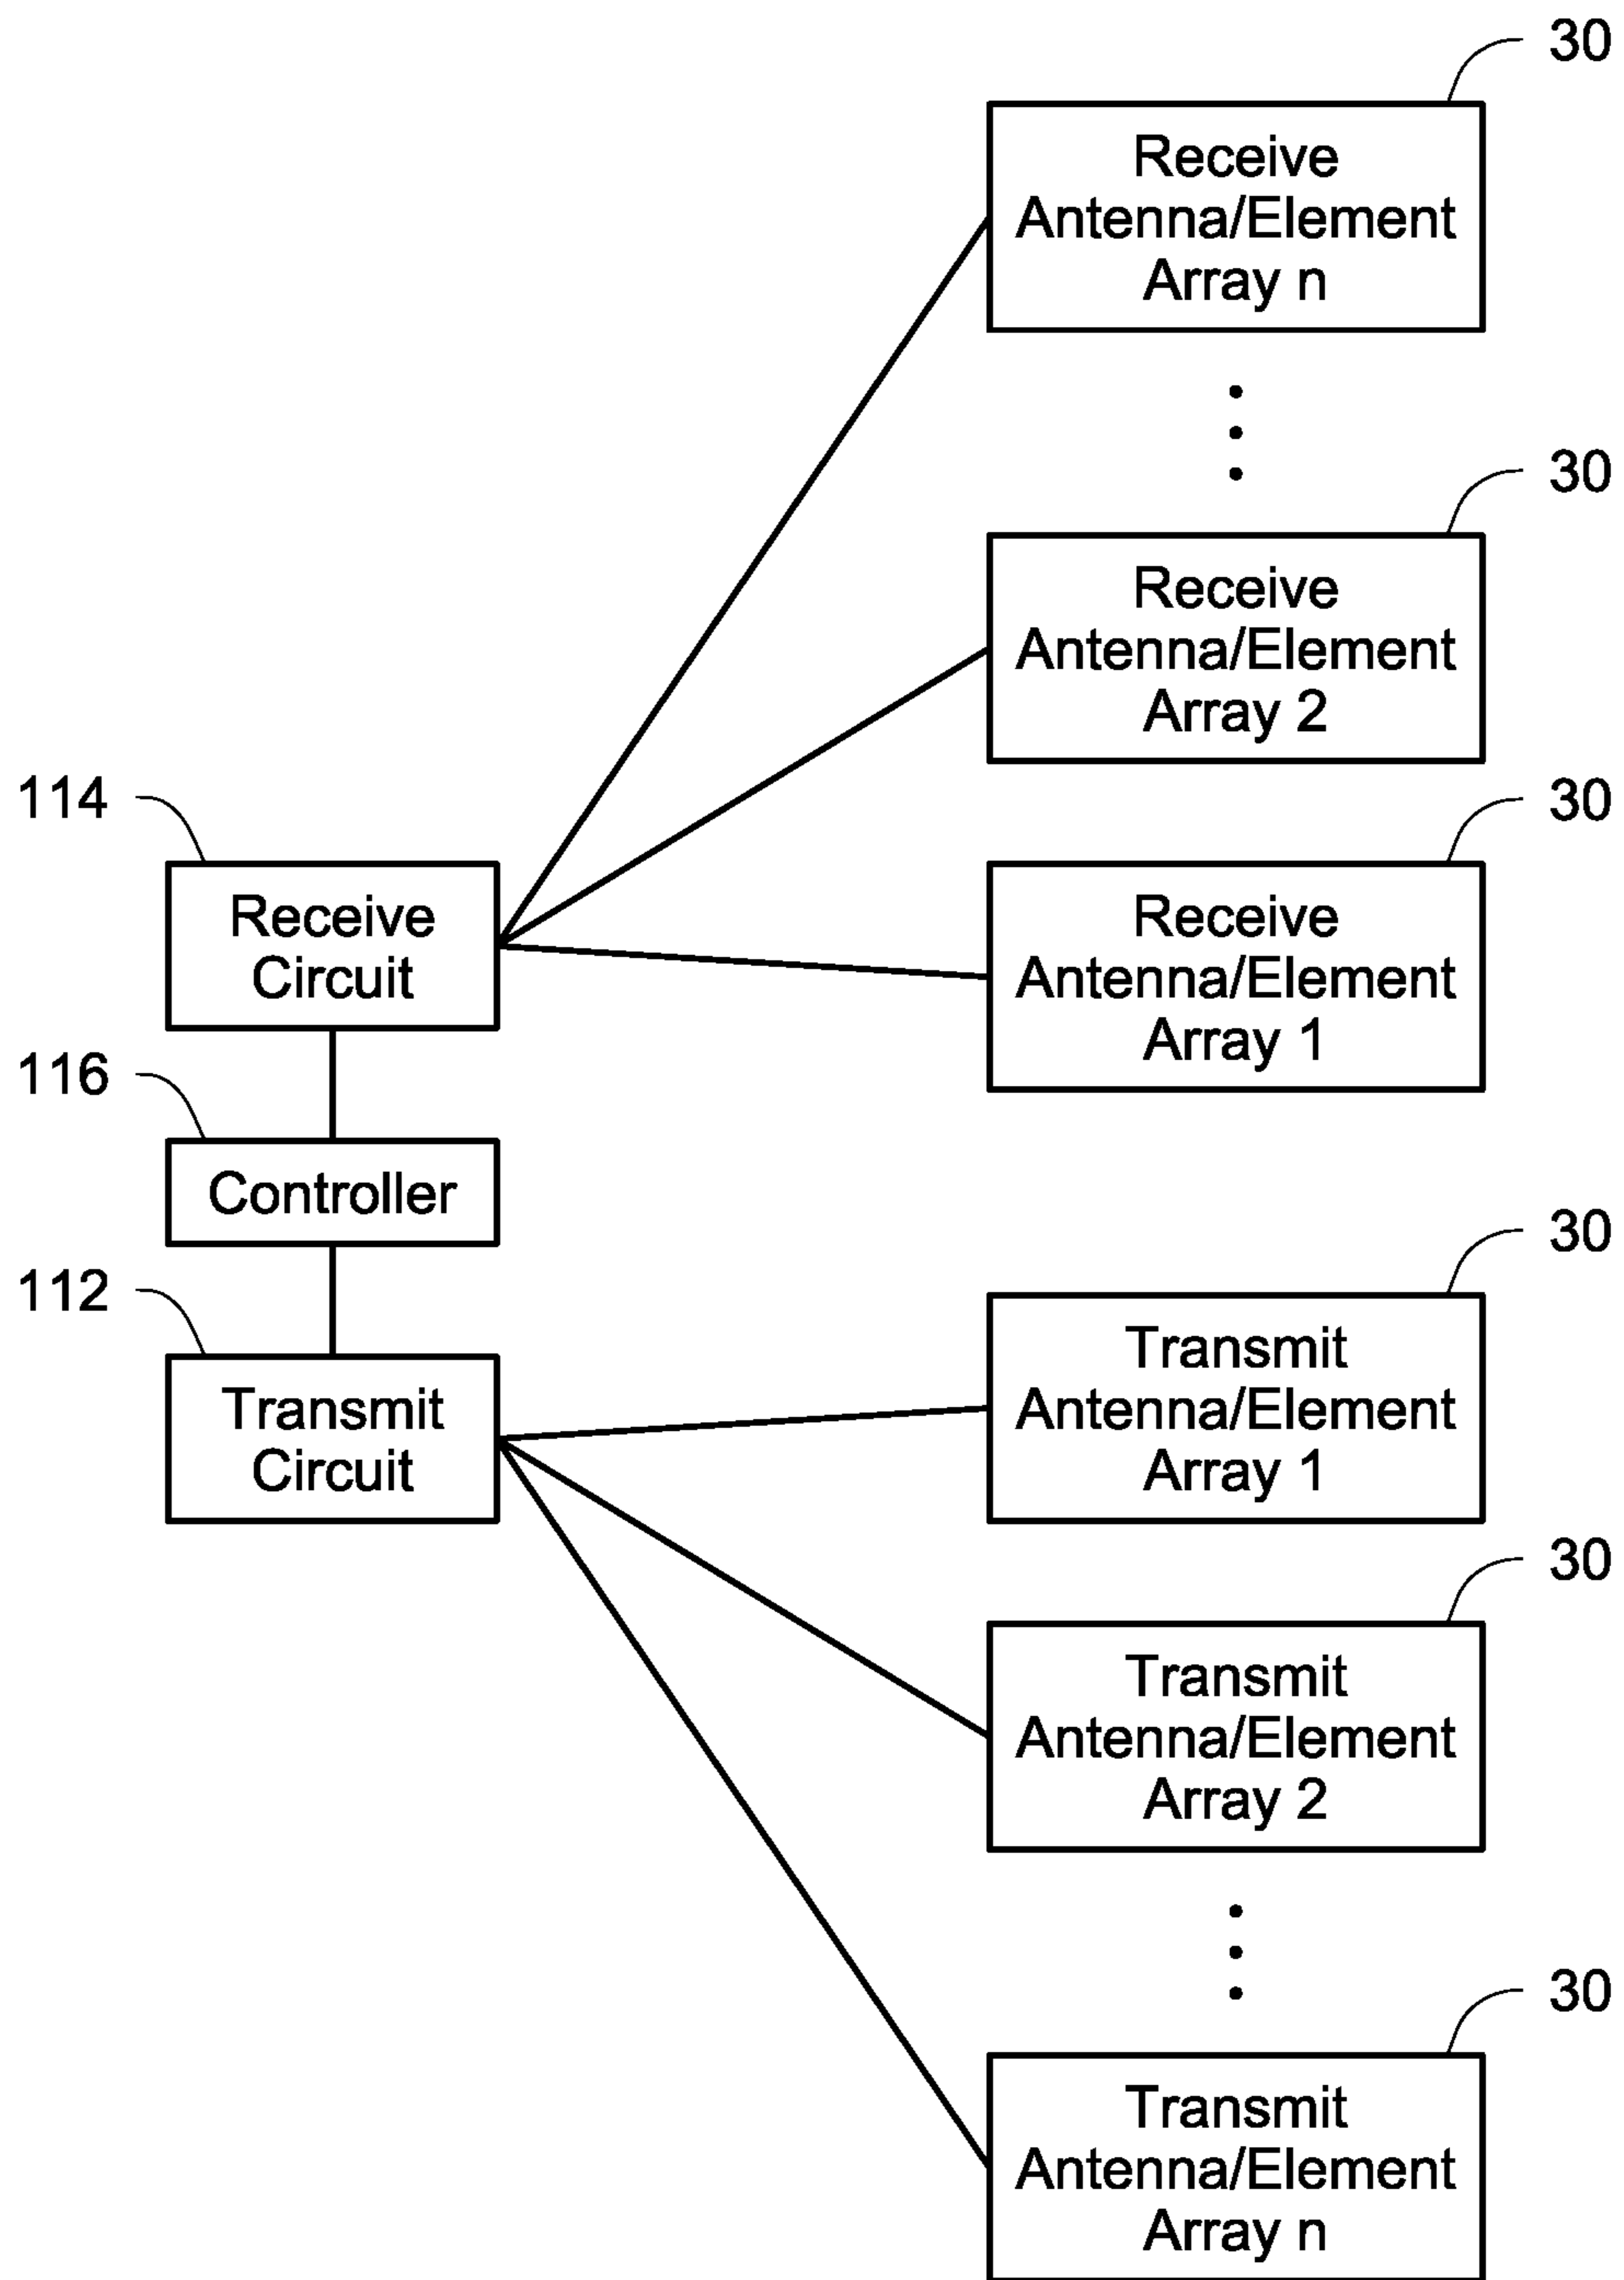 30
Receive
Antenna/Element
Array n
30
Receive
Antenna/Element
Array 2
114
Receive
Circuit
30
Receive
Antenna/Element
Array 1
116
Controller
112
Transmit
Circuit
30
Transmit
Antenna/Element
Array 1
30
Transmit
Antenna/Element
Array 2
30
Transmit
Antenna/Element
Array n